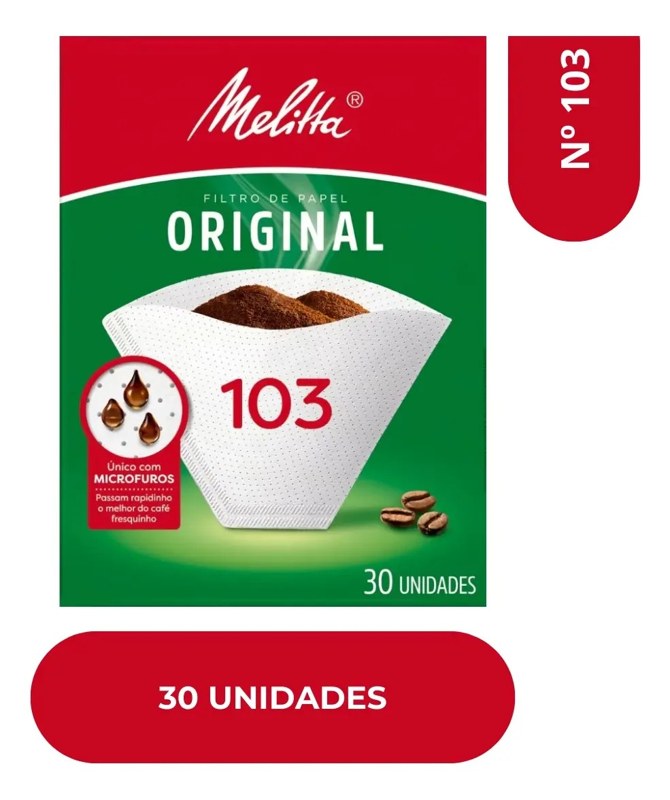 Melitta®
FILTRO DE PAPEL
ORIGINAL
103
Único com
MICROFUROS
Passam rapidinho
o melhor do café
fresquinho
30 UNIDADES
Nº 103
30 UNIDADES